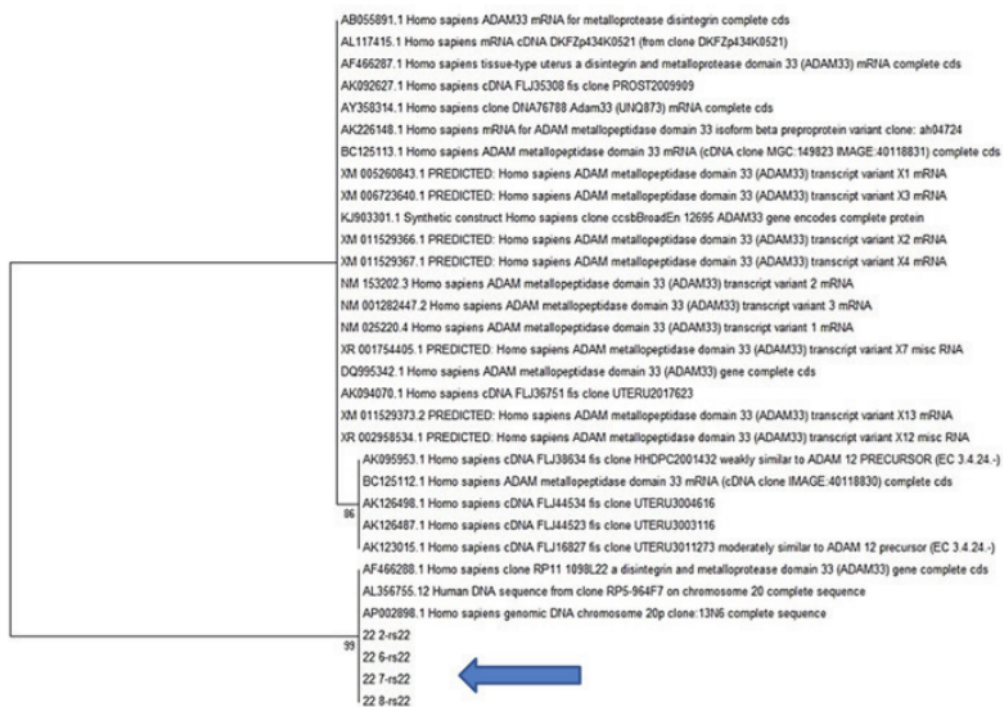 AB055891.1 Homo sapiens ADAM33 mRNA for metalloprotease disintegrin complete cds
AL117415.1 Homo sapiens mRNA cDNA DKFZp434K0521 (from clone DKFZp434K0521)
AF466287.1 Homo sapiens tissue-type uterus a disintegrin and metalloprotease domain 33 (ADAM33) mRNA complete cds
AK092627.1 Homo sapiens cDNA FLJ35308 fis clone PROST2009909
AY358314.1 Homo sapiens clone DNA76788 Adam33 (UNQ873) mRNA complete cds
AK226148.1 Homo sapiens mRNA for ADAM metallopeptidase domain 33 isoform beta preproprotein variant clone: ah04724
BC125113.1 Homo sapiens ADAM metallopeptidase domain 33 mRNA (cDNA clone MGC:149823 IMAGE:40118831) complete cds
XM 005260843.1 PREDICTED: Homo sapiens ADAM metallopeptidase domain 33 (ADAM33) transcript variant X1 mRNA
XM 006723640.1 PREDICTED: Homo sapiens ADAM metallopeptidase domain 33 (ADAM33) transcript variant X3 mRNA
KJ903301.1 Synthetic construct Homo sapiens clone ccsbBroadEn 12695 ADAM33 gene encodes complete protein
XM 011529366.1 PREDICTED: Homo sapiens ADAM metallopeptidase domain 33 (ADAM33) transcript variant X2 mRNA
XM 011529367.1 PREDICTED: Homo sapiens ADAM metallopeptidase domain 33 (ADAM33) transcript variant X4 mRNA
NM 153202.3 Homo sapiens ADAM metallopeptidase domain 33 (ADAM33) transcript variant 2 mRNA
NM 001282447.2 Homo sapiens ADAM metallopeptidase domain 33 (ADAM33) transcript variant 3 mRNA
NM 025220.4 Homo sapiens ADAM metallopeptidase domain 33 (ADAM33) transcript variant 1 mRNA
XR 001754405.1 PREDICTED: Homo sapiens ADAM metallopeptidase domain 33 (ADAM33) transcript variant X7 misc RNA
DQ995342.1 Homo sapiens ADAM metallopeptidase domain 33 (ADAM33) gene complete cds
AK094070.1 Homo sapiens cDNA FLJ36751 fis clone UTERU2017623
XM 011529373.2 PREDICTED: Homo sapiens ADAM metallopeptidase domain 33 (ADAM33) transcript variant X13 mRNA
XR 002958534.1 PREDICTED: Homo sapiens ADAM metallopeptidase domain 33 (ADAM33) transcript variant X12 misc RNA
AK095953.1 Homo sapiens cDNA FLJ38634 fis clone HHDPC2001432 weakly similar to ADAM 12 PRECURSOR (EC 3.4.24.-)
BC125112.1 Homo sapiens ADAM metallopeptidase domain 33 mRNA (cDNA clone IMAGE:40118830) complete cds
AK126498.1 Homo sapiens cDNA FLJ44534 fis clone UTERU3004616
86
AK126487.1 Homo sapiens cDNA FLJ44523 fis clone UTERU3003116
AK123015.1 Homo sapiens cDNA FLJ16827 fis clone UTERU3011273 moderately similar to ADAM 12 precursor (EC 3.4.24.-)
AF466288.1 Homo sapiens clone RP11 1098L22 a disintegrin and metalloprotease domain 33 (ADAM33) gene complete cds
AL356755.12 Human DNA sequence from clone RP5-964F7 on chromosome 20 complete sequence
AP002898.1 Homo sapiens genomic DNA chromosome 20p clone:13N6 complete sequence
22 2-rs22
99
22 6-rs22
22 7-rs22
22 8-rs22